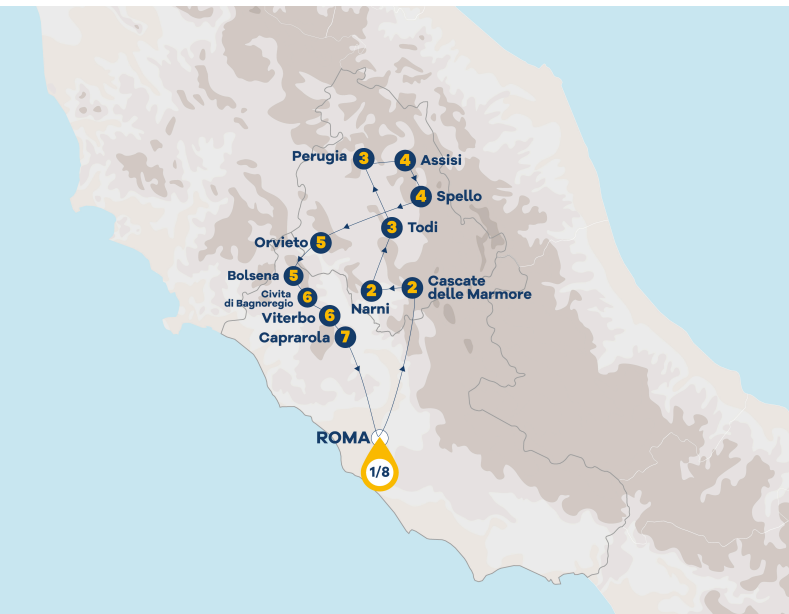 Perugia 3
4 Assisi
4 Spello
3 Todi
Orvieto 5
Bolsena 5
Civita
di Bagnoregio 6
2 Cascate
delle Marmore
2
Narni
Viterbo 6
Caprarola 7
ROMA
1/8